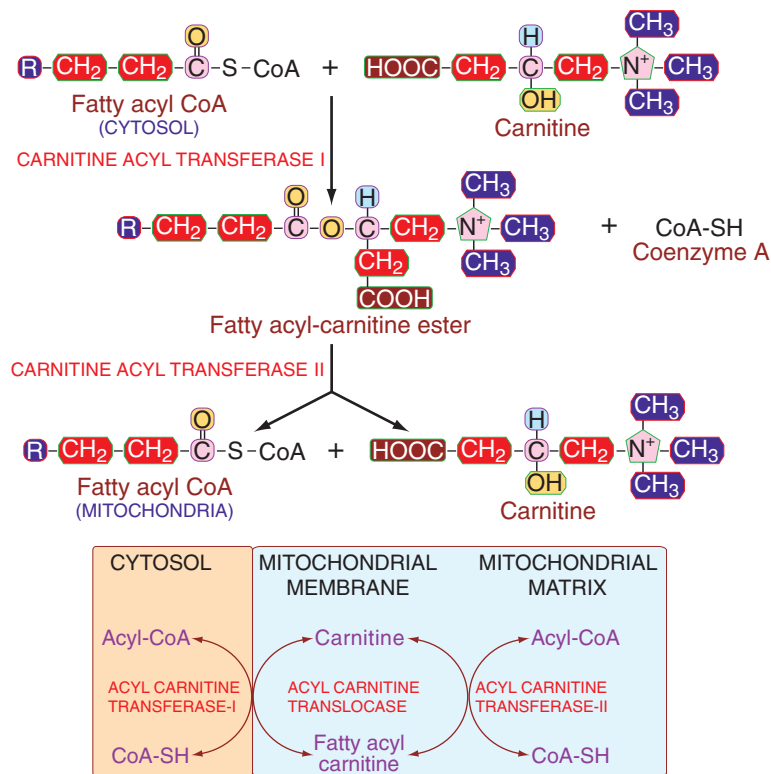 O
R–CH₂–CH₂–C–S–CoA + HOOC–CH₂–C–CH₂–N⁺–CH₃
H
CH₃
OH
CH₃
Fatty acyl CoA
(CYTOSOL)
Carnitine
CARNITINE ACYL TRANSFERASE I
O
H
CH₃
R–CH₂–CH₂–C–O–C–CH₂–N⁺–CH₃ + CoA-SH
CH₂
CH₃
Coenzyme A
COOH
Fatty acyl-carnitine ester
CARNITINE ACYL TRANSFERASE II
O
H
CH₃
R–CH₂–CH₂–C–S–CoA + HOOC–CH₂–C–CH₂–N⁺–CH₃
OH
CH₃
Fatty acyl CoA
(MITOCHONDRIA)
Carnitine
CYTOSOL
MITOCHONDRIAL
MEMBRANE
MITOCHONDRIAL
MATRIX
Acyl-CoA
Carnitine
Acyl-CoA
ACYL CARNITINE
TRANSFERASE-I
ACYL CARNITINE
TRANSLOCASE
ACYL CARNITINE
TRANSFERASE-II
CoA-SH
Fatty acyl
carnitine
CoA-SH